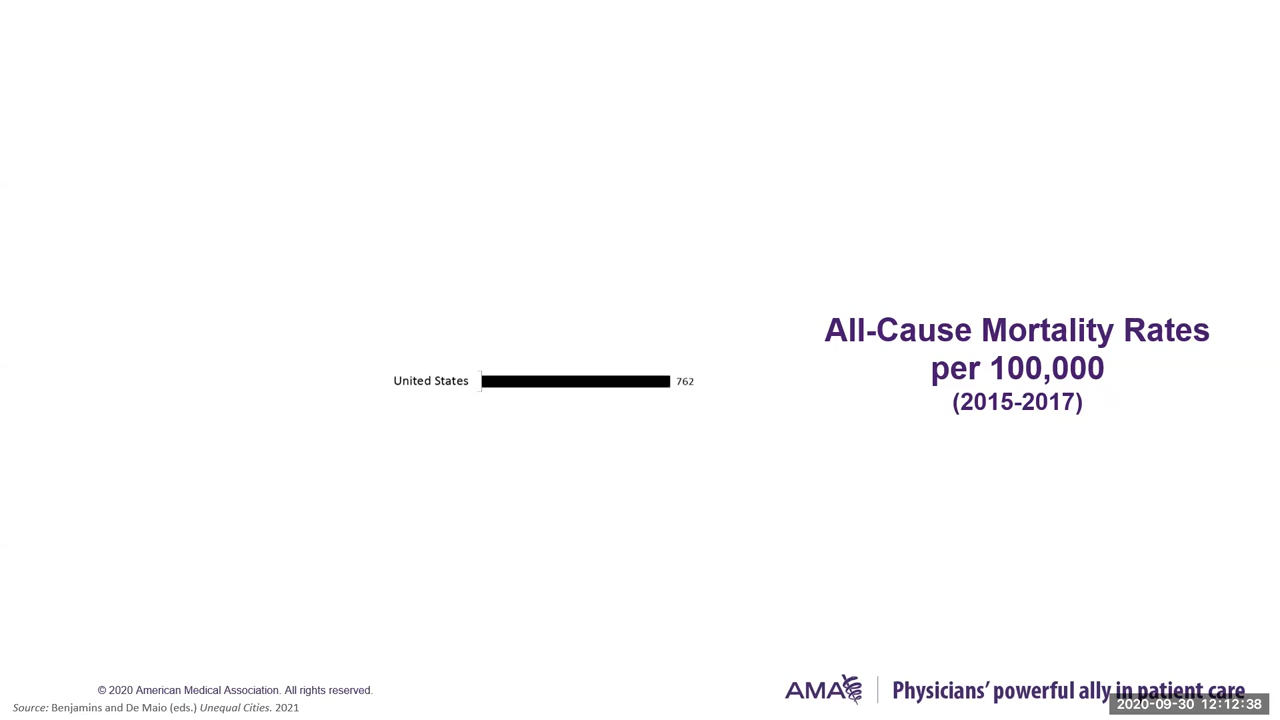 All-Cause Mortality Rates
per 100,000
(2015-2017)
United States 762
© 2020 American Medical Association. All rights reserved.
Source: Benjamins and De Maio (eds.) Unequal Cities. 2021
AMA Physicians’ powerful ally in patient care
2020-09-30 12:12:38